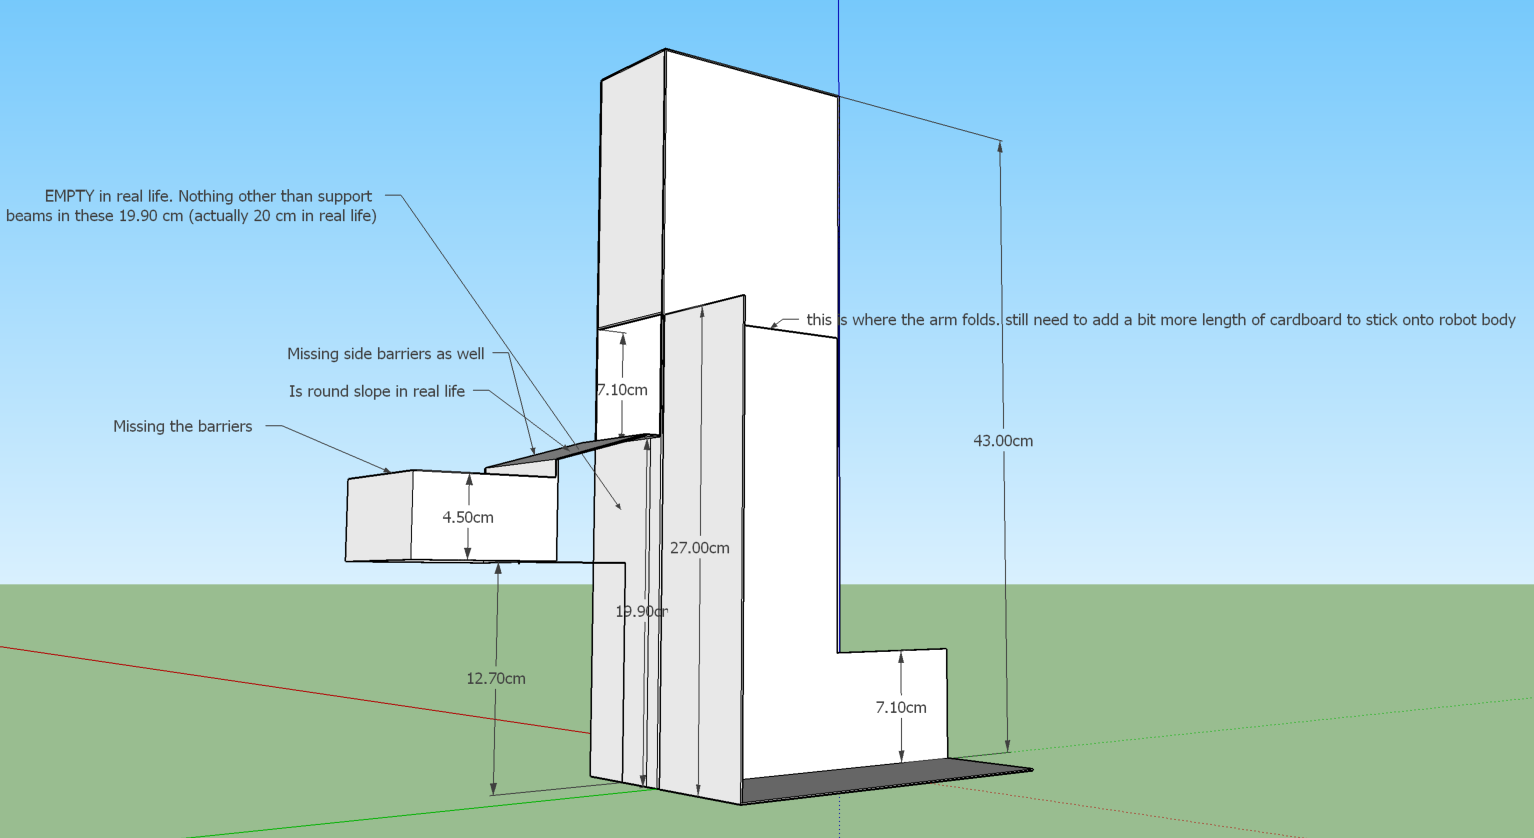 EMPTY in real life. Nothing other than support
beams in these 19.90 cm (actually 20 cm in real life)
this is where the arm folds. still need to add a bit more length of cardboard to stick onto robot body
Missing side barriers as well
7.10cm
Is round slope in real life
Missing the barriers
43.00cm
4.50cm
27.00cm
19.90cm
12.70cm
7.10cm